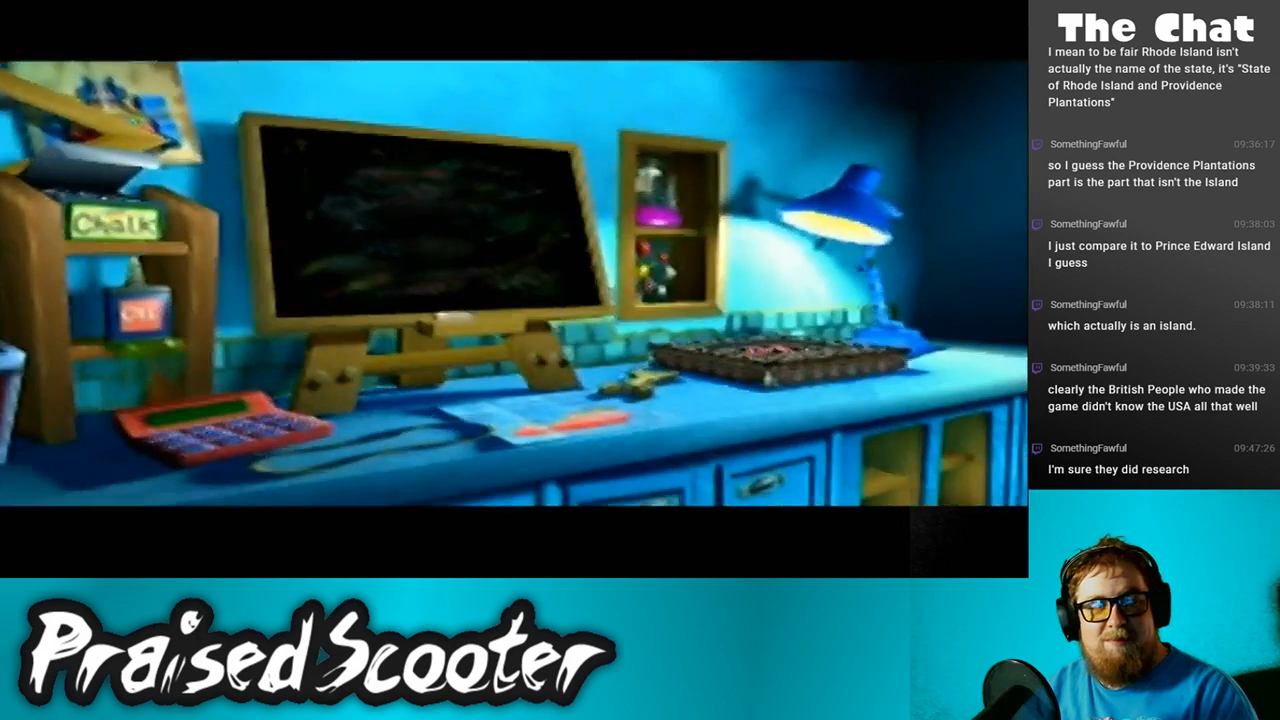 The Chat
I mean to be fair Rhode Island isn't
actually the name of the state, it's "State
of Rhode Island and Providence
Plantations"
SomethingFawful 09:36:17
so I guess the Providence Plantations
part is the part that isn't the Island
SomethingFawful 09:38:03
I just compare it to Prince Edward Island
I guess
SomethingFawful 09:38:11
which actually is an island.
SomethingFawful 09:39:33
clearly the British People who made the
game didn't know the USA all that well
SomethingFawful 09:47:26
I'm sure they did research
Chalk
PraisedScooter